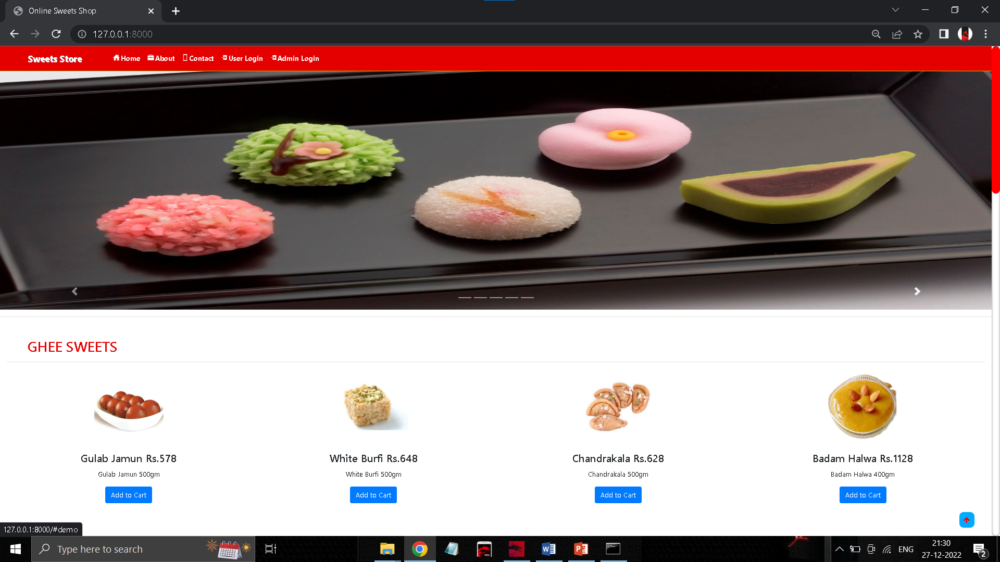 Online Sweets Shop
127.0.0.1:8000
Sweets Store Home About Contact User Login Admin Login
GHEE SWEETS
Gulab Jamun Rs.578 White Burfi Rs.648 Chandrakala Rs.628 Badam Halwa Rs.1128
Gulab Jamun 500gm White Burfi 500gm Chandrakala 500gm Badam Halwa 400gm
Add to Cart Add to Cart Add to Cart Add to Cart
127.0.0.1:8000/#demo
Type here to search
ENG
21:30
27-12-2022
2